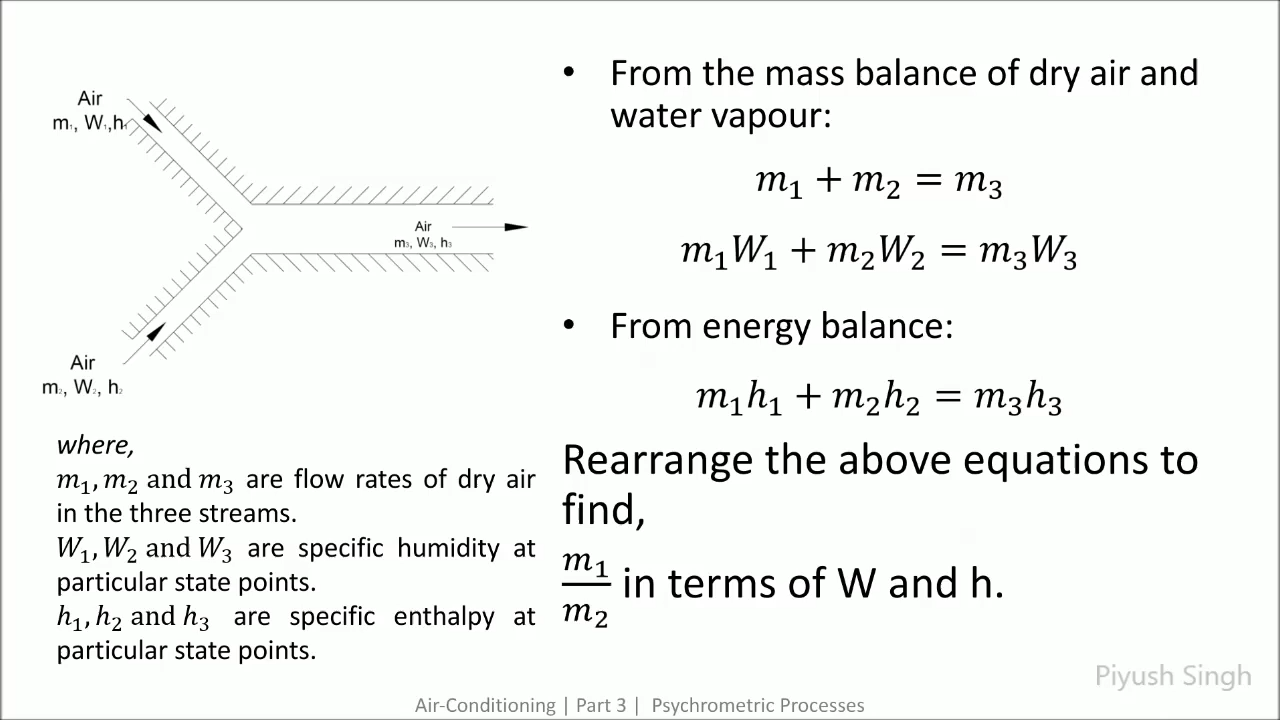 Air
m₁, W₁,h₁
Air
m₃, W₃, h₃
Air
m₂, W₂, h₂
where,
m₁, m₂ and m₃ are flow rates of dry air
in the three streams.
W₁, W₂ and W₃ are specific humidity at
particular state points.
h₁, h₂ and h₃ are specific enthalpy at
particular state points.
• From the mass balance of dry air and
water vapour:
m₁ + m₂ = m₃
m₁W₁ + m₂W₂ = m₃W₃
• From energy balance:
m₁h₁ + m₂h₂ = m₃h₃
Rearrange the above equations to
find,
m₁/m₂ in terms of W and h.
Piyush Singh
Air-Conditioning | Part 3 | Psychrometric Processes